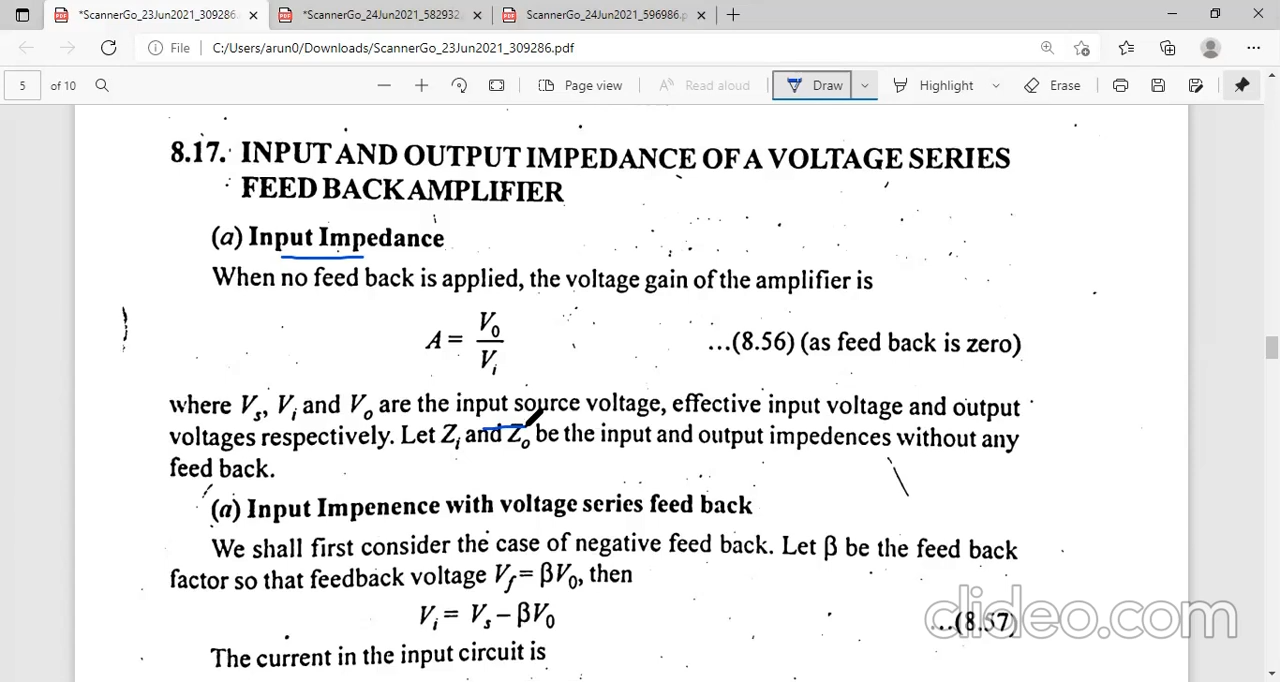 *ScannerGo_23Jun2021_309286.
*ScannerGo_24Jun2021_582932
ScannerGo_24Jun2021_596986.p
File C:/Users/arun0/Downloads/ScannerGo_23Jun2021_309286.pdf
5 of 10 Page view Read aloud Draw Highlight Erase
8.17. INPUT AND OUTPUT IMPEDANCE OF A VOLTAGE SERIES
FEED BACK AMPLIFIER
(a) Input Impedance
When no feed back is applied, the voltage gain of the amplifier is
A = V0/Vi ...(8.56) (as feed back is zero)
where Vs, Vi and Vo are the input source voltage, effective input voltage and output
voltages respectively. Let Zi and Zo be the input and output impedences without any
feed back.
(a) Input Impenence with voltage series feed back
We shall first consider the case of negative feed back. Let β be the feed back
factor so that feedback voltage Vf = βV0, then
Vi = Vs – βV0 ...(8.57)
clideo.com
The current in the input circuit is